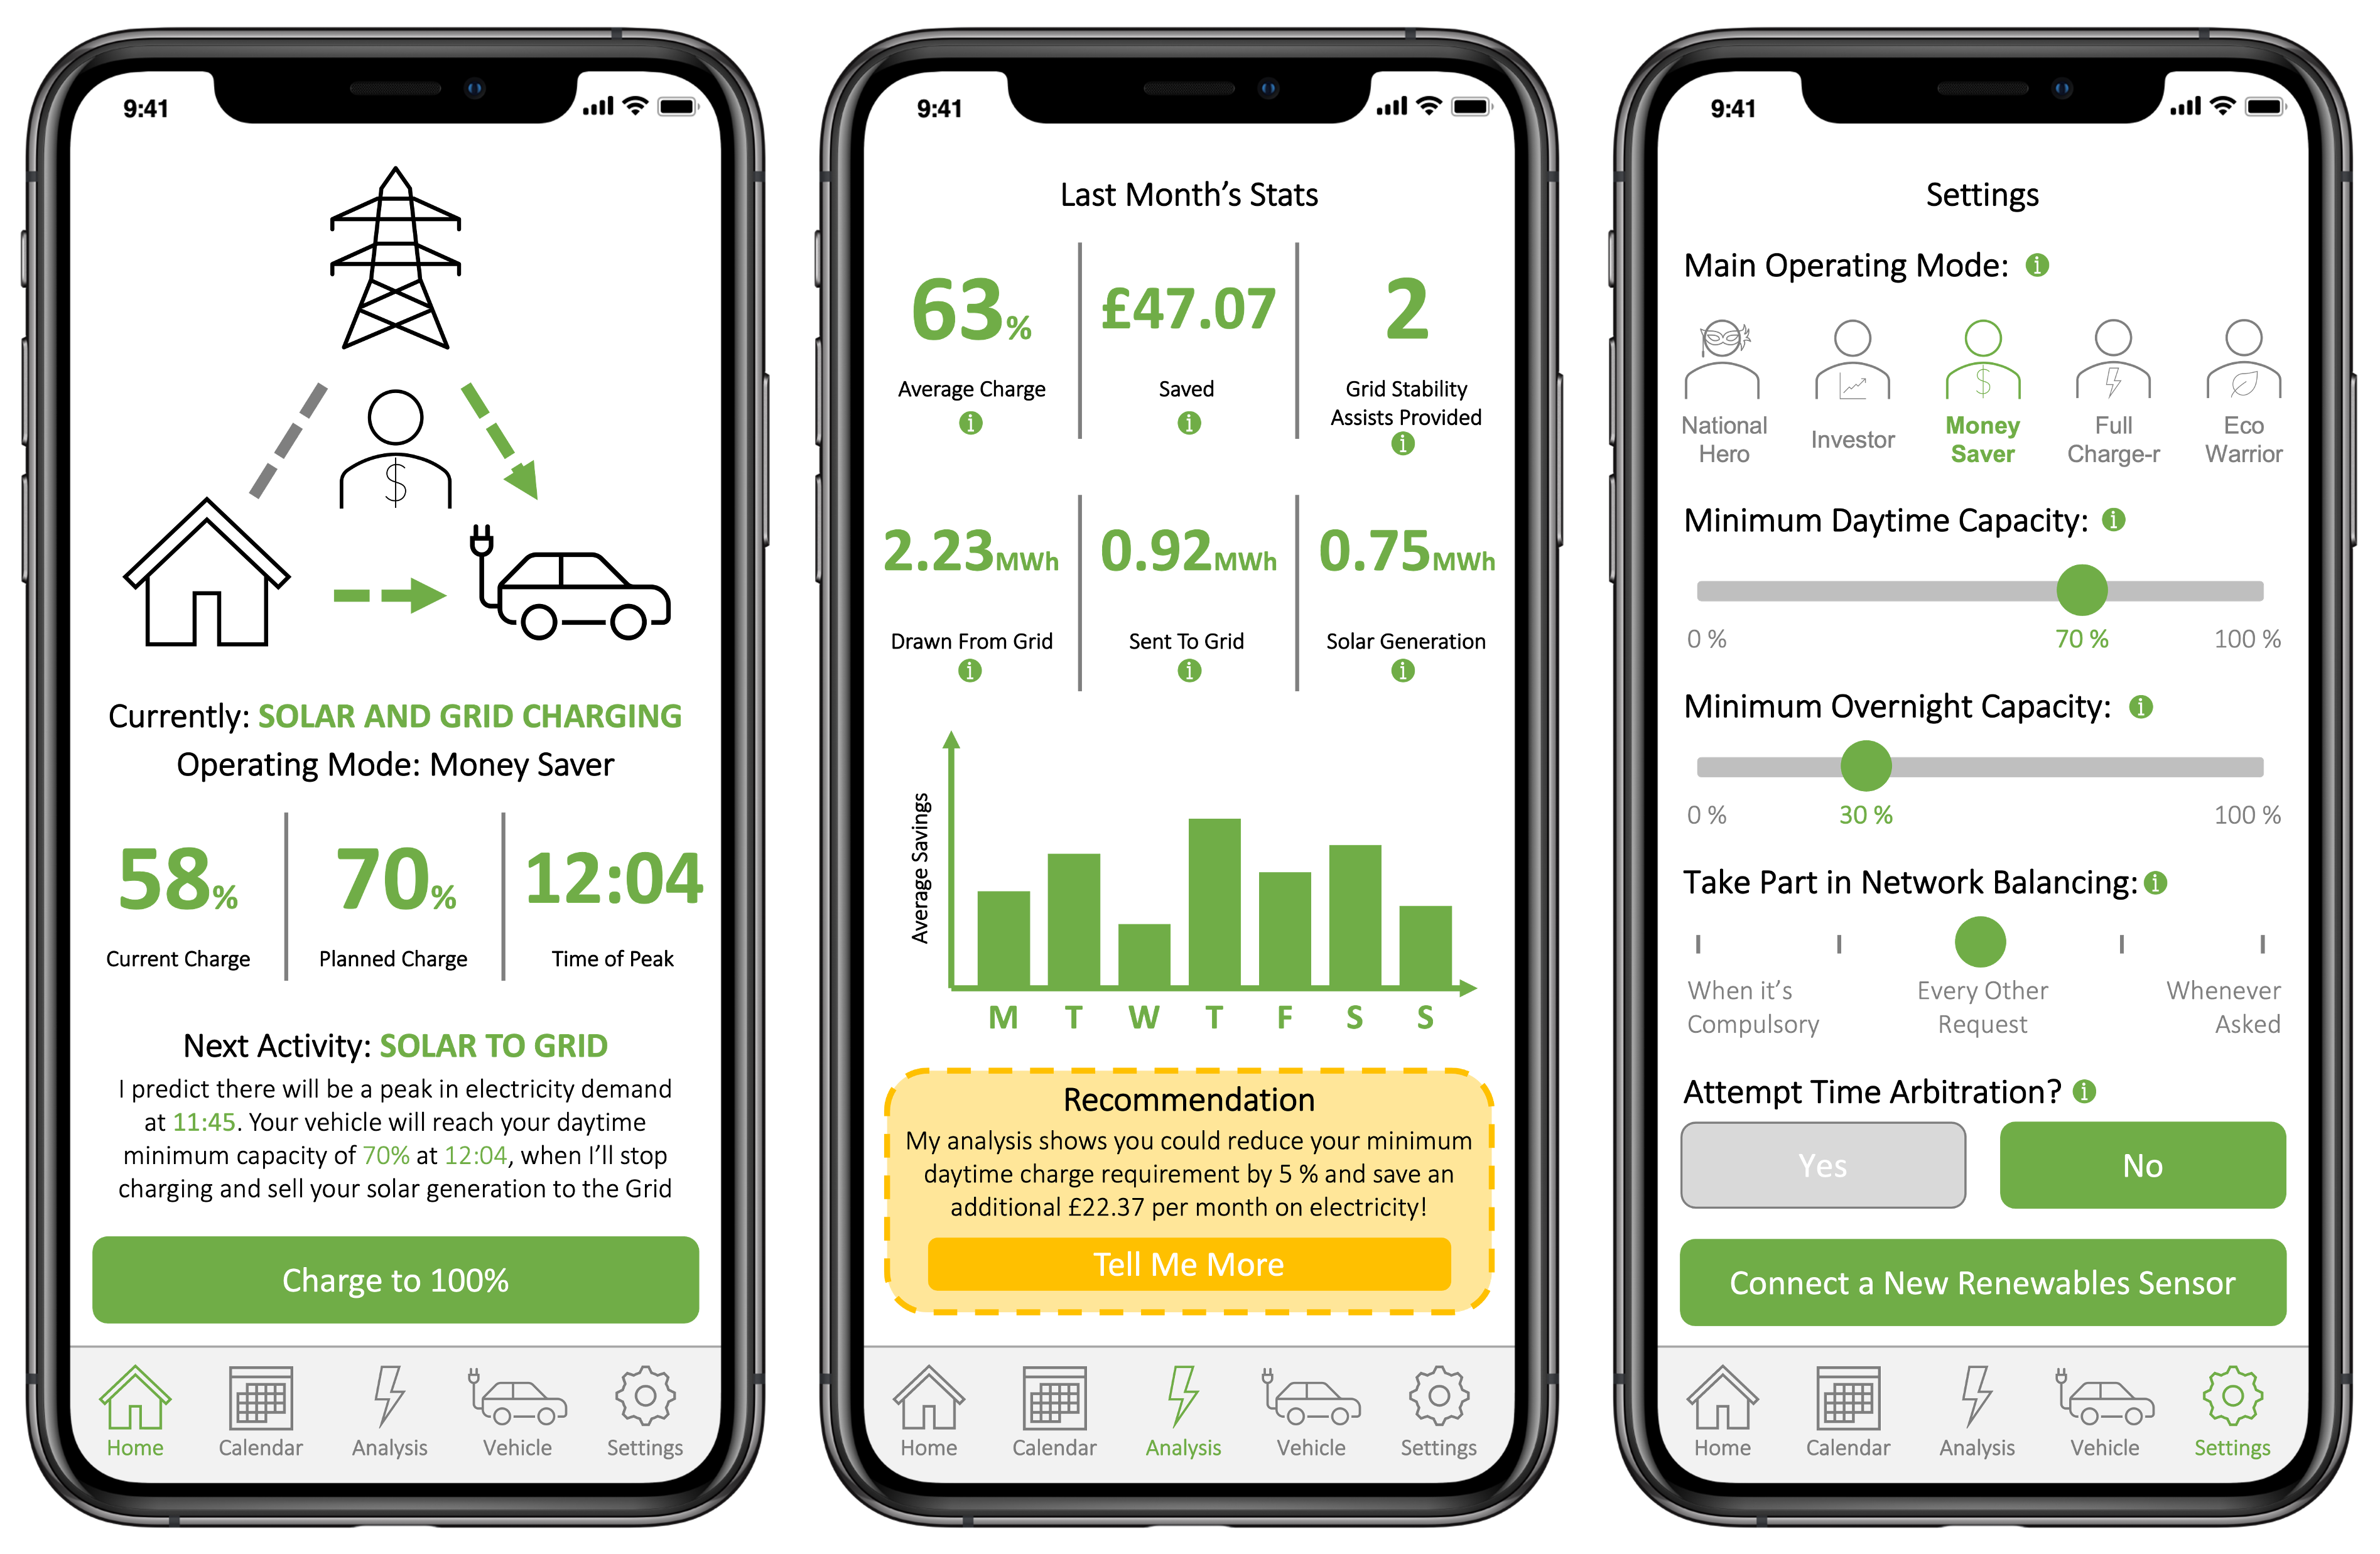 9:41
Currently: SOLAR AND GRID CHARGING
Operating Mode: Money Saver
58%
70%
12:04
Current Charge
Planned Charge
Time of Peak
Next Activity: SOLAR TO GRID
I predict there will be a peak in electricity demand
at 11:45. Your vehicle will reach your daytime
minimum capacity of 70% at 12:04, when I’ll stop
charging and sell your solar generation to the Grid
Charge to 100%
Home
Calendar
Analysis
Vehicle
Settings
9:41
Last Month’s Stats
63%
£47.07
2
Average Charge
Saved
Grid Stability
Assists Provided
2.23MWh
0.92MWh
0.75MWh
Drawn From Grid
Sent To Grid
Solar Generation
Average Savings
M T W T F S S
Recommendation
My analysis shows you could reduce your minimum
daytime charge requirement by 5 % and save an
additional £22.37 per month on electricity!
Tell Me More
Home
Calendar
Analysis
Vehicle
Settings
9:41
Settings
Main Operating Mode:
National
Hero
Investor
Money
Saver
Full
Charge-r
Eco
Warrior
Minimum Daytime Capacity:
0 %
70 %
100 %
Minimum Overnight Capacity:
0 %
30 %
100 %
Take Part in Network Balancing:
When it’s
Compulsory
Every Other
Request
Whenever
Asked
Attempt Time Arbitration?
Yes
No
Connect a New Renewables Sensor
Home
Calendar
Analysis
Vehicle
Settings